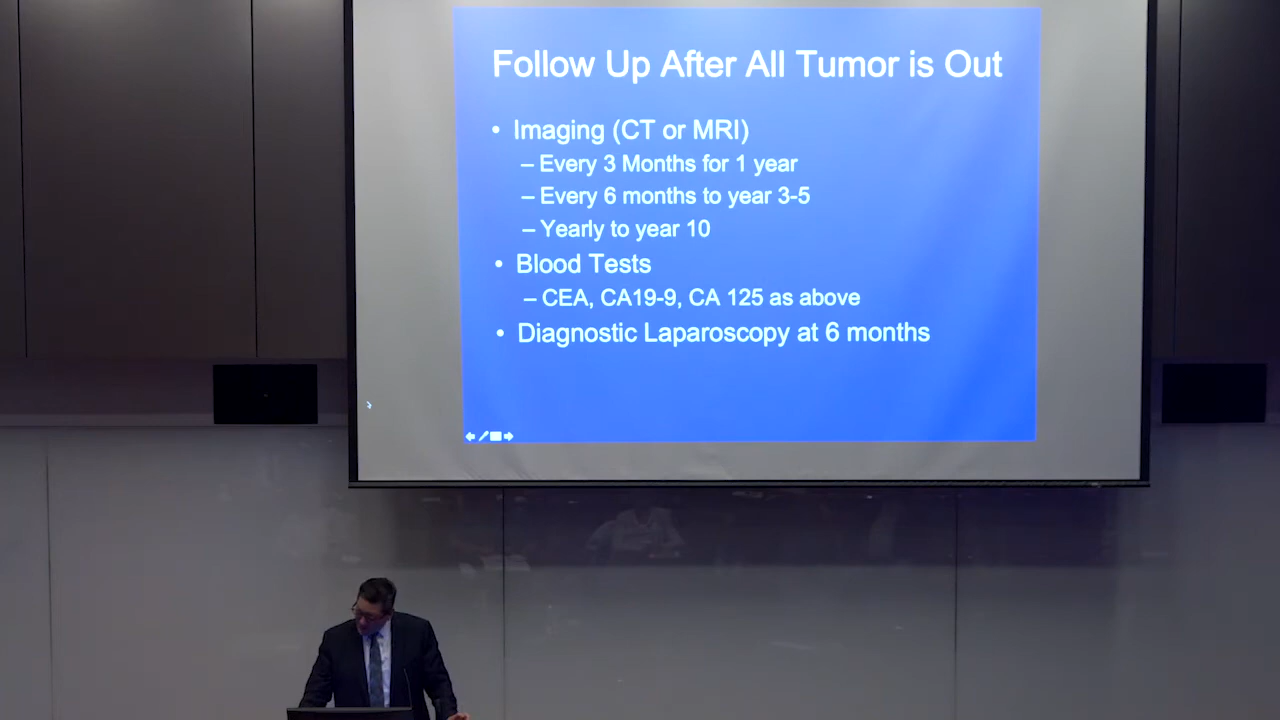 Follow Up After All Tumor is Out
• Imaging (CT or MRI)
– Every 3 Months for 1 year
– Every 6 months to year 3-5
– Yearly to year 10
• Blood Tests
– CEA, CA19-9, CA 125 as above
• Diagnostic Laparoscopy at 6 months